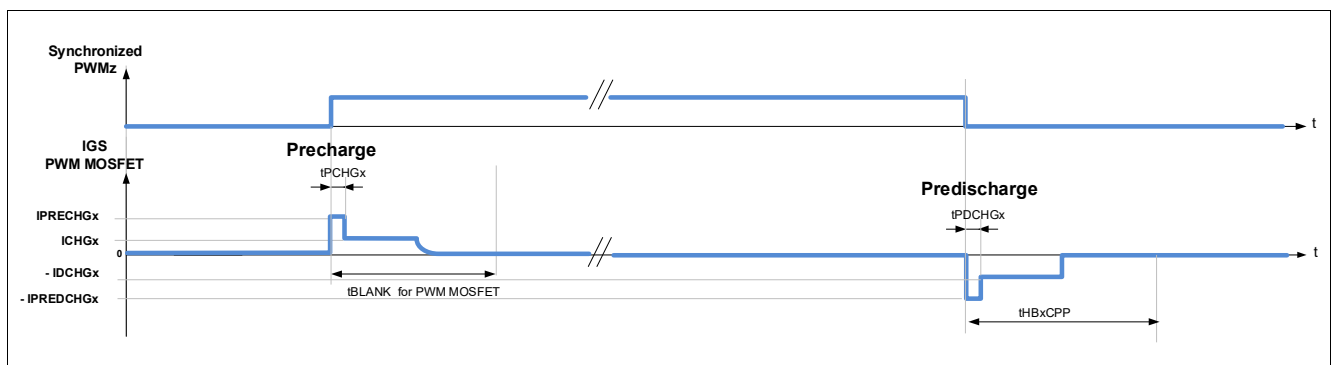 Synchronized
PWMz
t
IGS
PWM MOSFET
Precharge
tPCHGx
Predischarge
tPDCHGx
IPRECHGx
ICHGx
0
t
- IDCHGx
- IPREDCHGx
tBLANK for PWM MOSFET
tHBxCPP